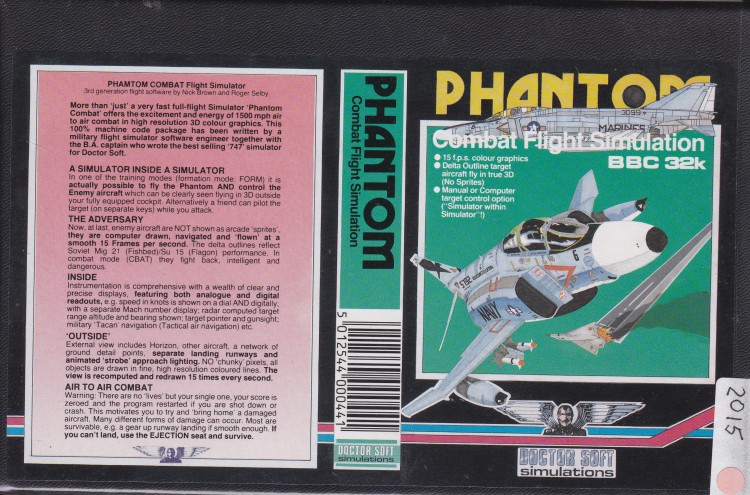 PHAMTOM COMBAT Flight Simulator
3rd generation flight software by Nick Brown and Roger Selby
More than 'just' a very fast full-flight Simulator 'Phantom
Combat' offers the excitement and energy of 1500 mph air
to air combat in high resolution 3D colour graphics. This
100% machine code package has been written by a
military flight simulator software engineer together with
the B.A. captain who wrote the best selling '747' simulator
for Doctor Soft.
A SIMULATOR INSIDE A SIMULATOR
In one of the training modes (formation mode: FORM) it is
actually possible to fly the Phantom AND control the
Enemy aircraft which can be clearly seen flying in 3D outside
your fully equipped cockpit. Alternatively a friend can pilot the
target (on separate keys) while you attack.
THE ADVERSARY
Now, at last, enemy aircraft are NOT shown as arcade 'sprites',
they are computer drawn, navigated and 'flown' at a
smooth 15 Frames per second. The delta outlines reflect
Soviet Mig 21 (Fishbed)/Su 15 (Flagon) performance. In
combat mode (CBAT) they fight back, intelligent and
dangerous.
INSIDE
Instrumentation is comprehensive with a wealth of clear and
precise displays, featuring both analogue and digital
readouts, e.g. speed in knots is shown on a dial AND digitally,
with a separate Mach number display; radar computed target
range altitude and bearing shown; target pointer and gunsight;
military 'Tacan' navigation (Tactical air navigation) etc.
'OUTSIDE'
External view includes Horizon, other aircraft, a network of
ground detail points, separate landing runways and
animated 'strobe' approach lighting. NO 'chunky' pixels, all
objects are drawn in fine, high resolution coloured lines. The
view is recomputed and redrawn 15 times every second.
AIR TO AIR COMBAT
Warning: There are no 'lives' but your single one, your score is
zeroed and the program restarted if you are shot down or
crash. This motivates you to try and 'bring home' a damaged
aircraft. Many different forms of damage can occur. Most are
survivable, e.g. a gear up runway landing if smooth enough. If
you can't land, use the EJECTION seat and survive.
PHANTOM
Combat Flight Simulation
5 012544 000441
DOCTOR SOFT
simulations
PHANTOM
3099
MARINES
Combat Flight Simulation
BBC 32k
• 15 f.p.s. colour graphics
• Delta Outline target
aircraft fly in true 3D
(No Sprites)
• Manual or Computer
target control option
("Simulator within
Simulator"!)
6
NAVY
DOCTOR SOFT
simulations
2015